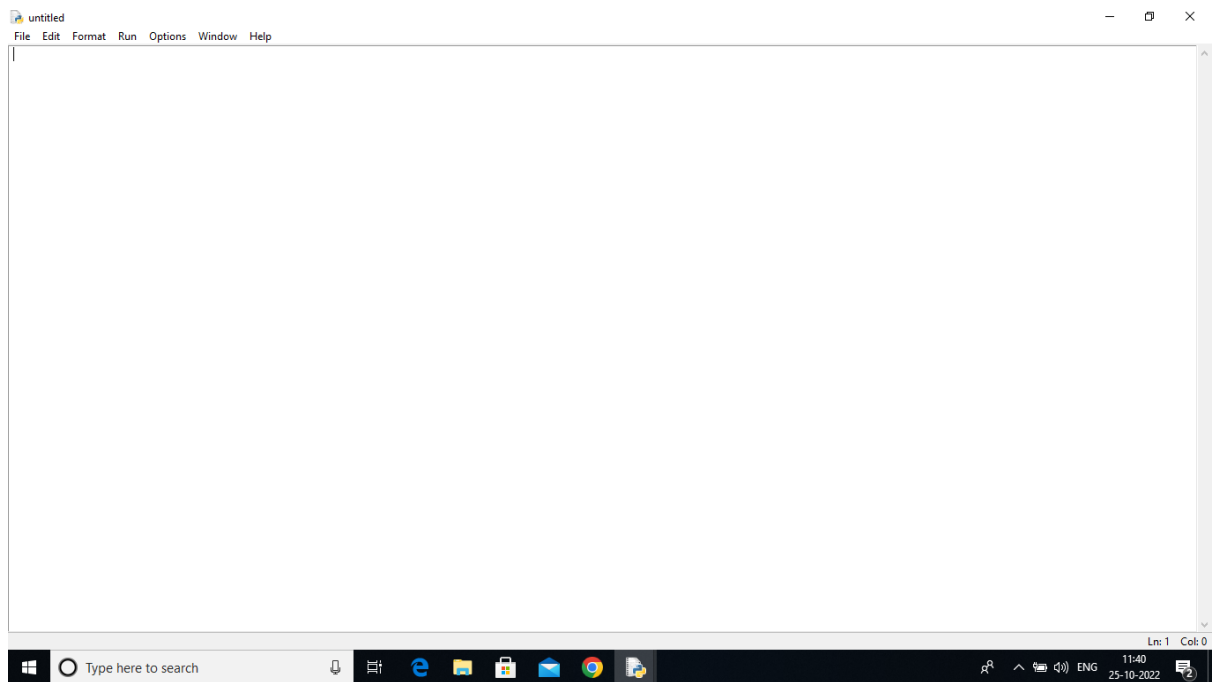 untitled
File Edit Format Run Options Window Help
Ln: 1 Col: 0
Type here to search
ENG
11:40
25-10-2022
2